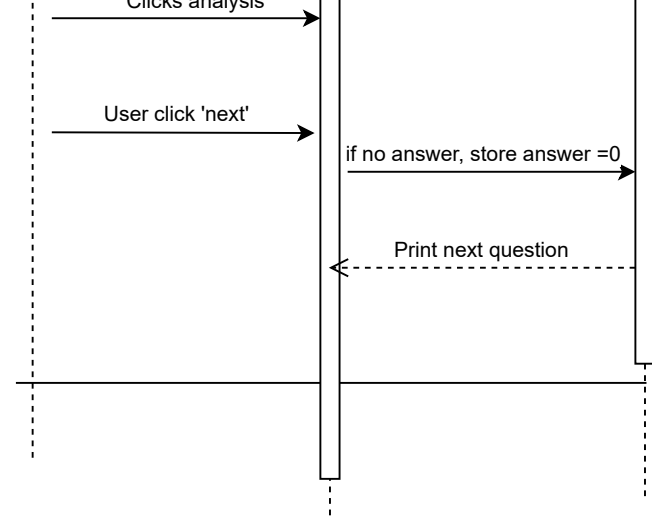 Clicks analysis
User click 'next'
if no answer, store answer =0
Print next question